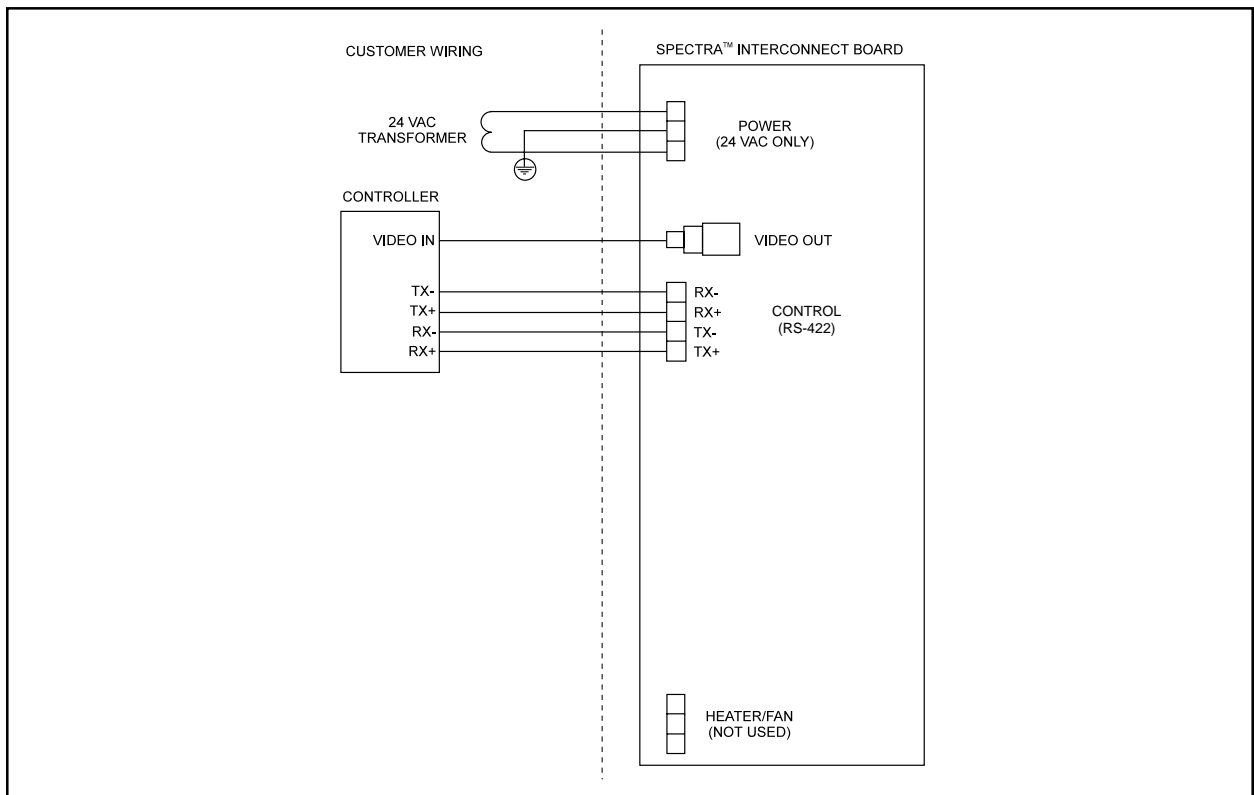 CUSTOMER WIRING
SPECTRA™ INTERCONNECT BOARD
24 VAC
TRANSFORMER
POWER
(24 VAC ONLY)
CONTROLLER
VIDEO IN
VIDEO OUT
TX-
TX+
RX-
RX+
RX-
RX+
TX-
TX+
CONTROL
(RS-422)
HEATER/FAN
(NOT USED)